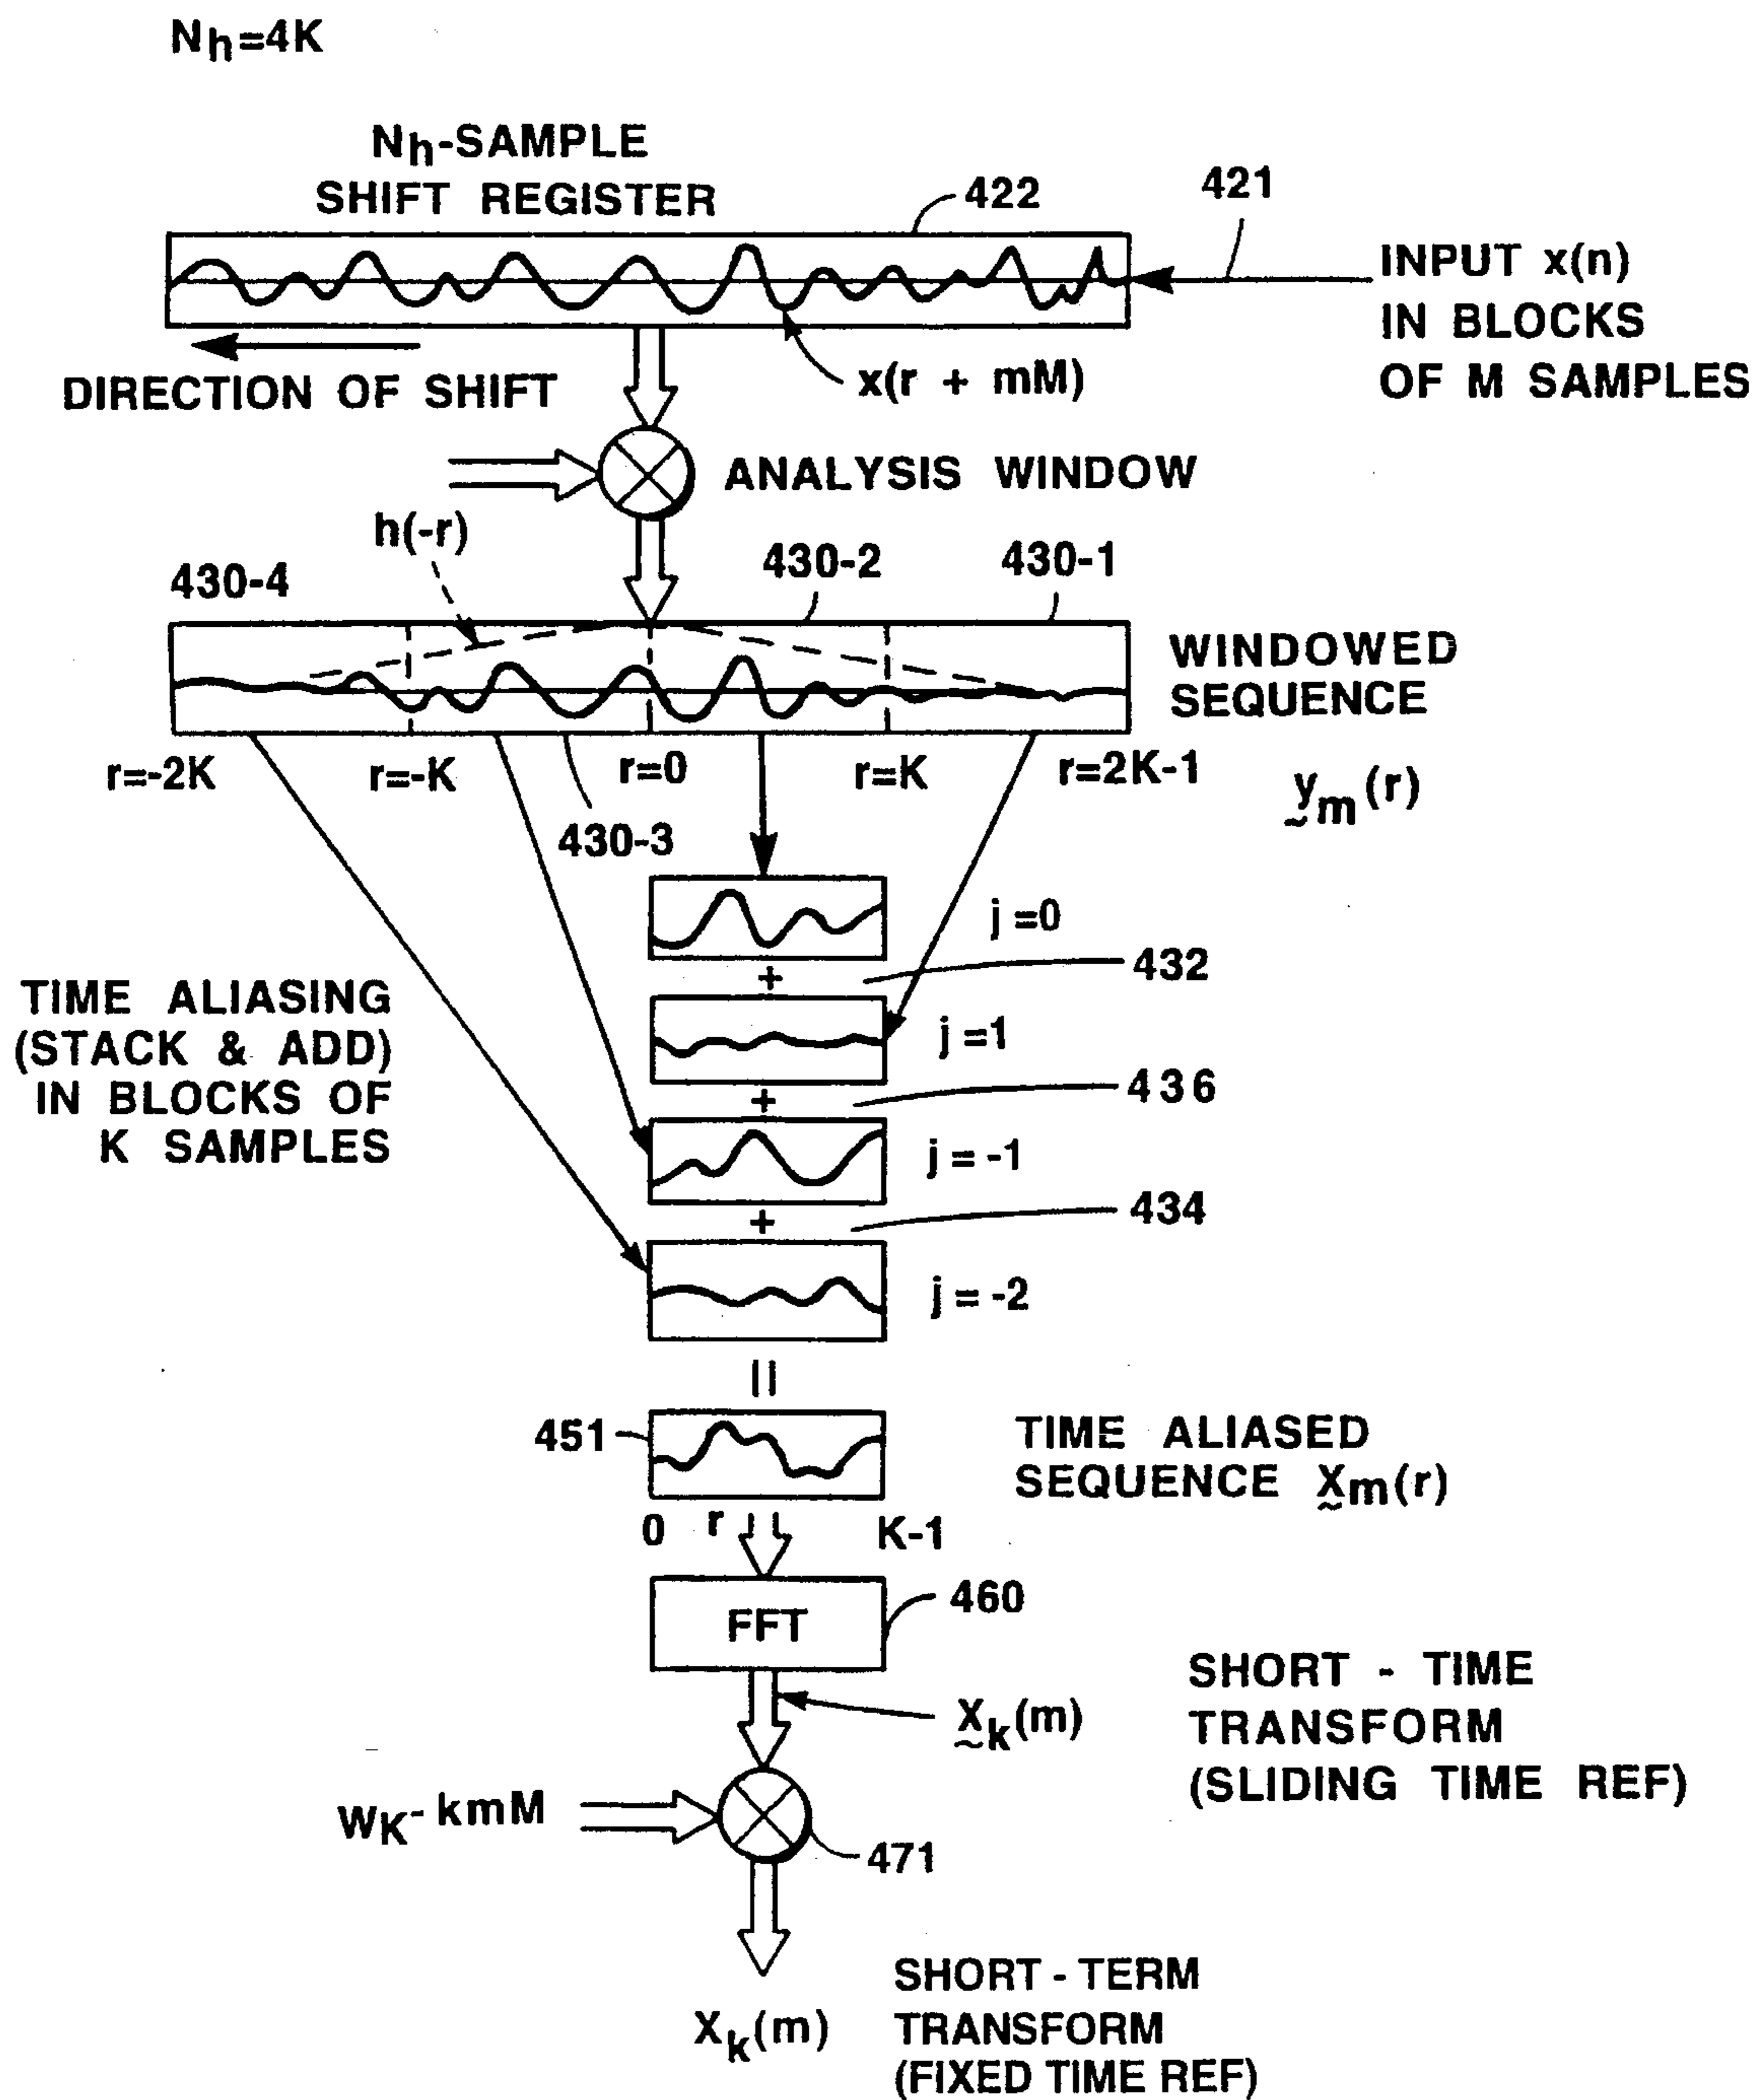 Nh=4K
Nh-SAMPLE
SHIFT REGISTER
422
421
INPUT x(n)
IN BLOCKS
OF M SAMPLES
DIRECTION OF SHIFT
x(r + mM)
ANALYSIS WINDOW
h(-r)
430-4
430-2
430-1
WINDOWED
SEQUENCE
r=-2K
r=-K
r=0
r=K
r=2K-1
ym(r)
430-3
j =0
432
TIME ALIASING
(STACK & ADD)
IN BLOCKS OF
K SAMPLES
+
j =1
436
+
j = -1
434
+
j = -2
=
451
TIME ALIASED
SEQUENCE Xm(r)
0 r K-1
460
FFT
SHORT - TIME
TRANSFORM
(SLIDING TIME REF)
Xk(m)
WK-kmM
471
Xk(m)
SHORT - TERM
TRANSFORM
(FIXED TIME REF)